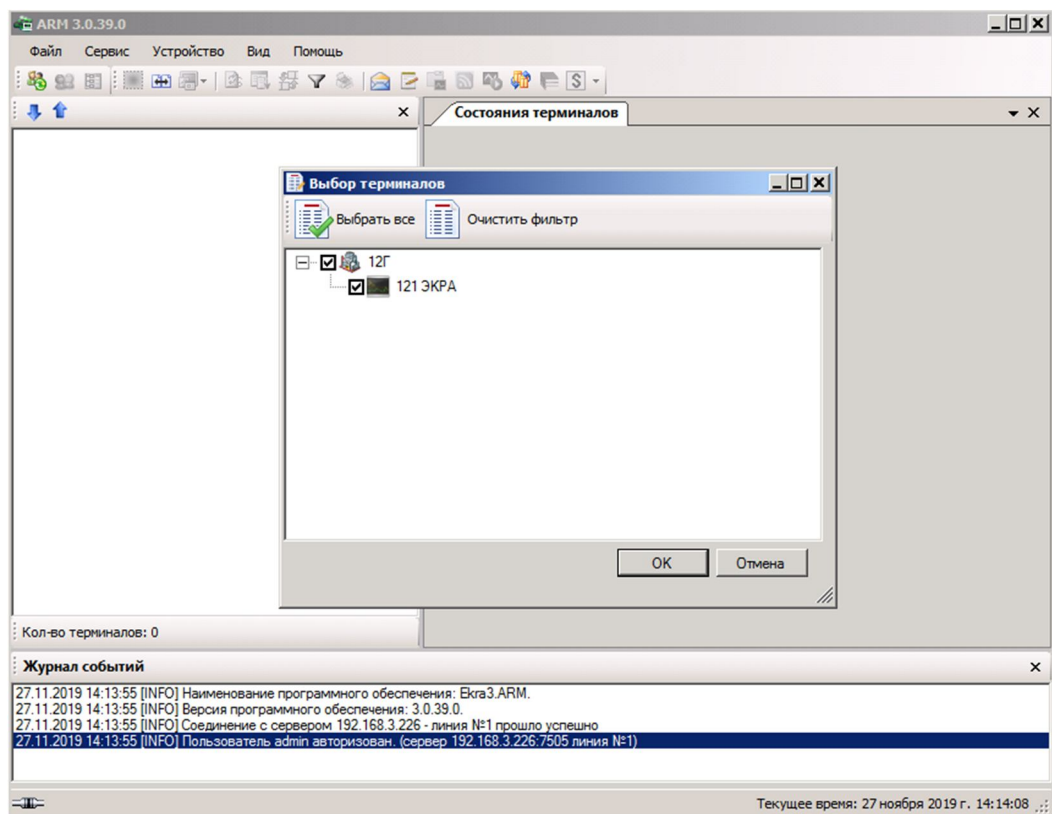 ARM 3.0.39.0
Файл Сервис Устройство Вид Помощь
S
Состояния терминалов
Выбор терминалов
Выбрать все Очистить фильтр
12Г
121 ЭКРА
OK Отмена
Кол-во терминалов: 0
Журнал событий
27.11.2019 14:13:55 [INFO] Наименование программного обеспечения: Ekra3.ARM.
27.11.2019 14:13:55 [INFO] Версия программного обеспечения: 3.0.39.0.
27.11.2019 14:13:55 [INFO] Соединение с сервером 192.168.3.226 - линия №1 прошло успешно
27.11.2019 14:13:55 [INFO] Пользователь admin авторизован. (сервер 192.168.3.226:7505 линия №1)
Текущее время: 27 ноября 2019 г. 14:14:08